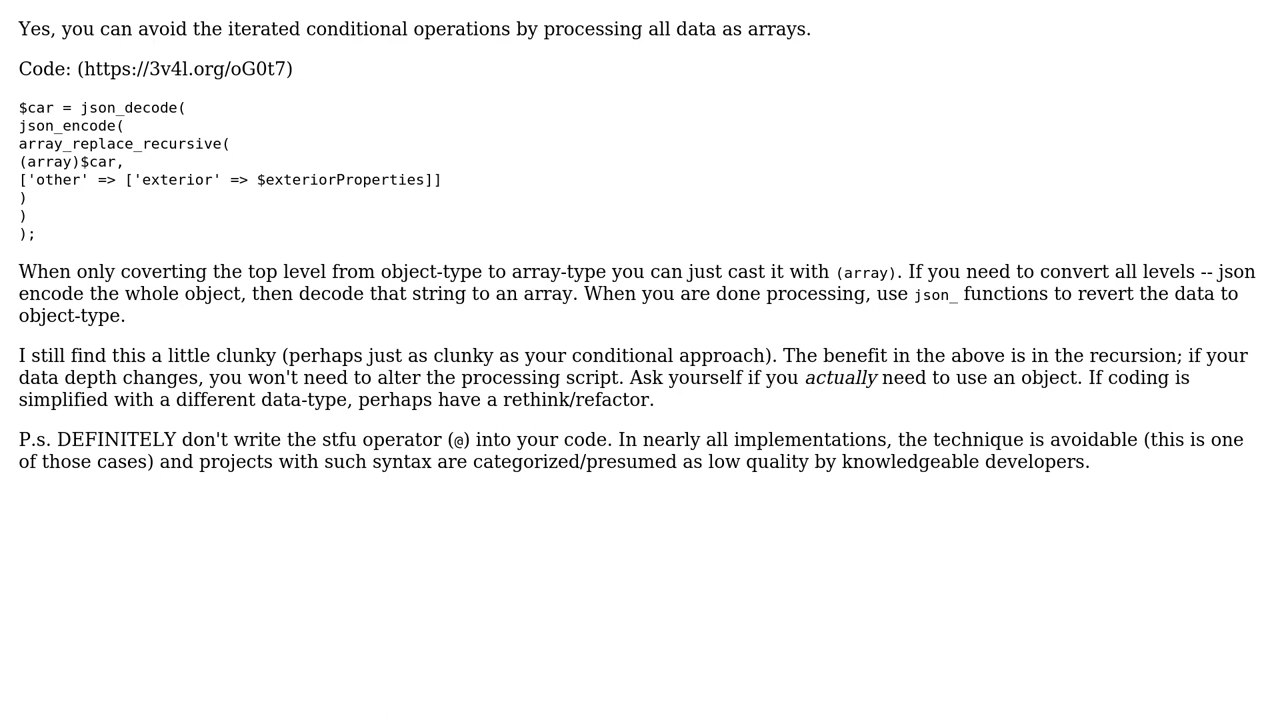 Yes, you can avoid the iterated conditional operations by processing all data as arrays.
Code: (https://3v4l.org/oG0t7)
$car = json_decode(
json_encode(
array_replace_recursive(
(array)$car,
['other' => ['exterior' => $exteriorProperties]]
)
)
);
When only coverting the top level from object-type to array-type you can just cast it with (array). If you need to convert all levels -- json
encode the whole object, then decode that string to an array. When you are done processing, use json_ functions to revert the data to
object-type.
I still find this a little clunky (perhaps just as clunky as your conditional approach). The benefit in the above is in the recursion; if your
data depth changes, you won't need to alter the processing script. Ask yourself if you actually need to use an object. If coding is
simplified with a different data-type, perhaps have a rethink/refactor.
P.s. DEFINITELY don't write the stfu operator (@) into your code. In nearly all implementations, the technique is avoidable (this is one
of those cases) and projects with such syntax are categorized/presumed as low quality by knowledgeable developers.